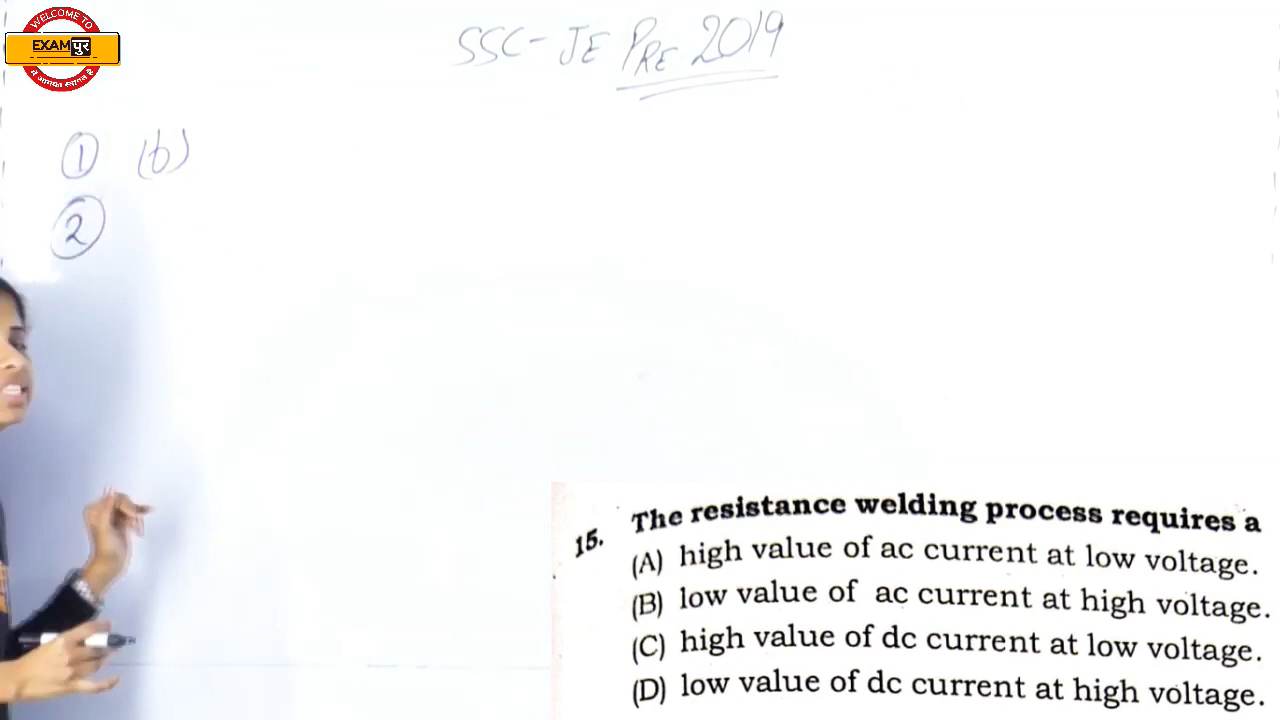 WELCOME TO
EXAMपुर
SSC-JE PRE 2019
1 (b)
2
15. The resistance welding process requires a
(A) high value of ac current at low voltage.
(B) low value of ac current at high voltage.
(C) high value of dc current at low voltage.
(D) low value of dc current at high voltage.